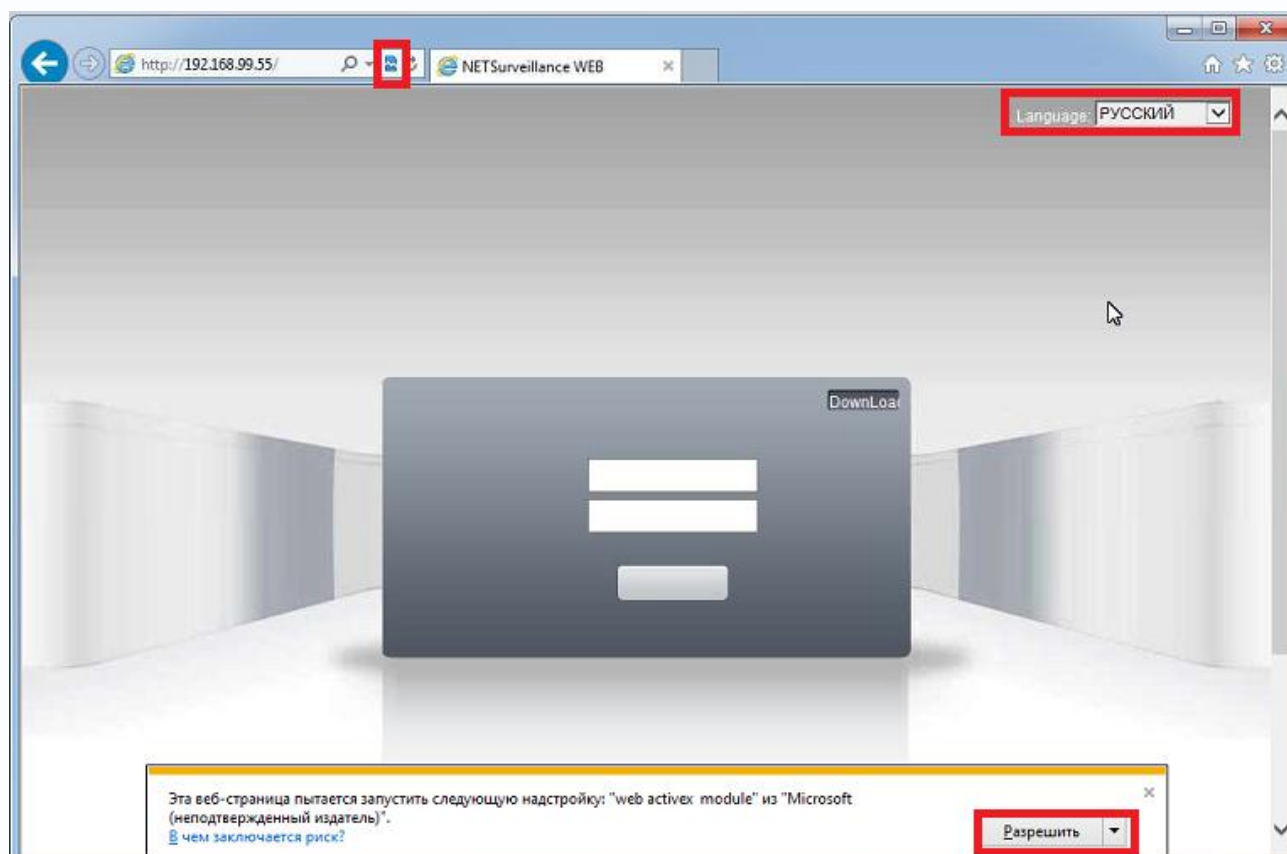 http://192.168.99.55/
NETSurveillance WEB
Language: РУССКИЙ
DownLoa
Эта веб-страница пытается запустить следующую надстройку: "web activex module" из "Microsoft
(неподтвержденный издатель)".
В чем заключается риск?
Разрешить